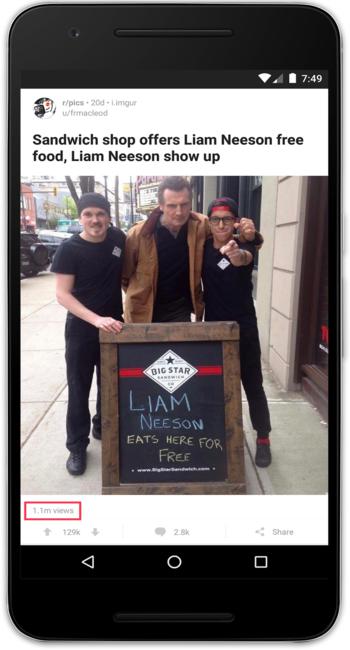 7:49
r/pics • 20d • i.imgur
u/frmacleod
Sandwich shop offers Liam Neeson free
food, Liam Neeson show up
BIG STAR
SANDWICH
CO
LIAM
NEESON
EATS HERE FOR
FREE
• www.BigStarSandwich.com •
1.1m views
129k
2.8k
Share